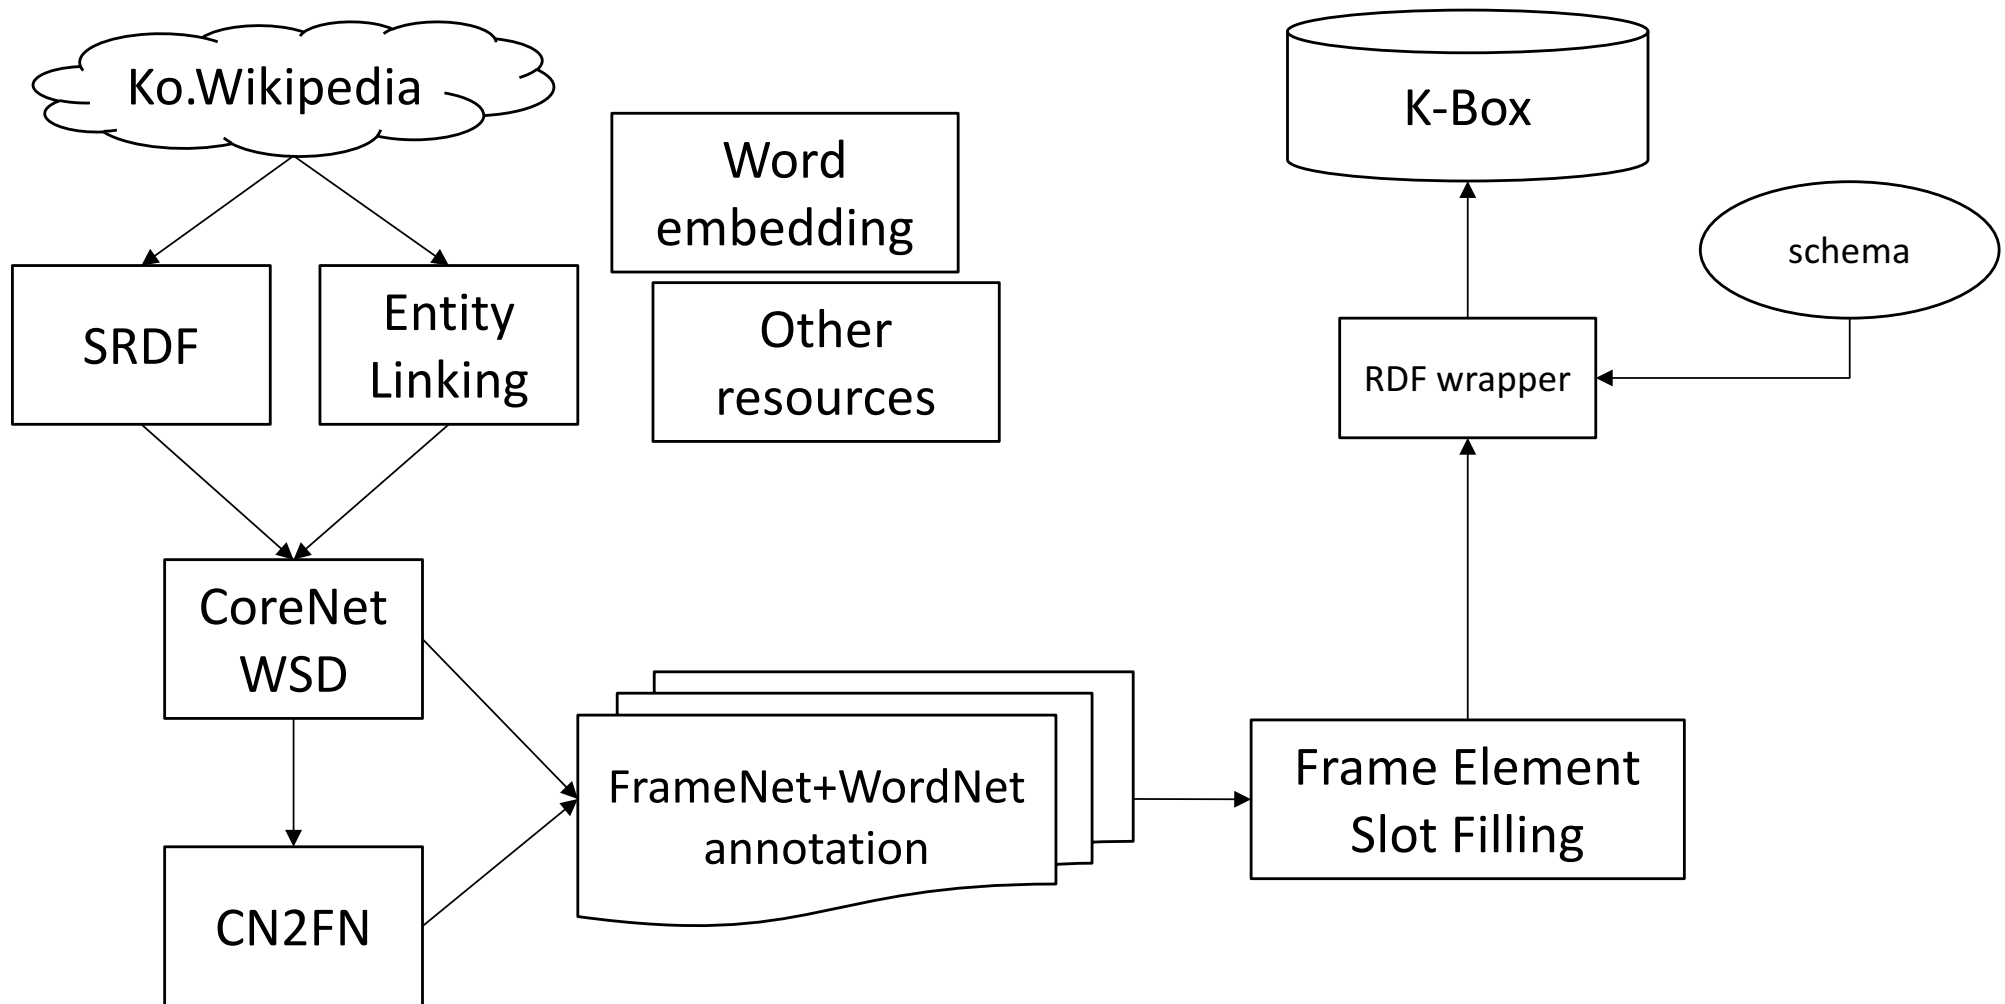 Ko.Wikipedia
K-Box
Word
embedding
schema
SRDF
Entity
Linking
Other
resources
RDF wrapper
CoreNet
WSD
FrameNet+WordNet
annotation
Frame Element
Slot Filling
CN2FN